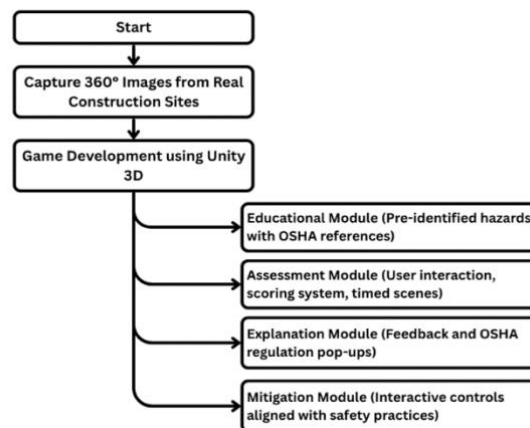 Start
Capture 360° Images from Real
Construction Sites
Game Development using Unity
3D
Educational Module (Pre-identified hazards
with OSHA references)
Assessment Module (User interaction,
scoring system, timed scenes)
Explanation Module (Feedback and OSHA
regulation pop-ups)
Mitigation Module (Interactive controls
aligned with safety practices)